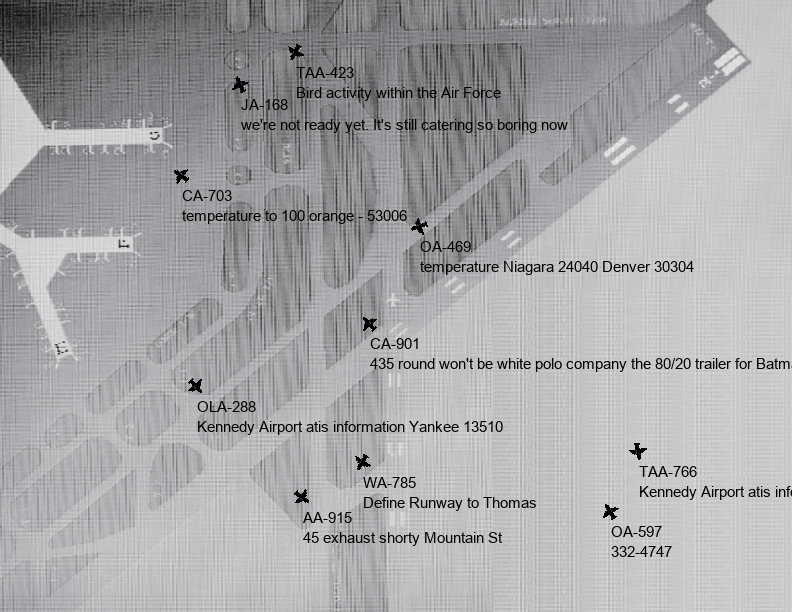 TAA-423
Bird activity within the Air Force
JA-168
we're not ready yet. It's still catering so boring now
CA-703
temperature to 100 orange - 53006
OA-469
temperature Niagara 24040 Denver 30304
CA-901
435 round won't be white polo company the 80/20 trailer for Batm
OLA-288
Kennedy Airport atis information Yankee 13510
WA-785
Define Runway to Thomas
TAA-766
Kennedy Airport atis inf
AA-915
45 exhaust shorty Mountain St
OA-597
332-4747